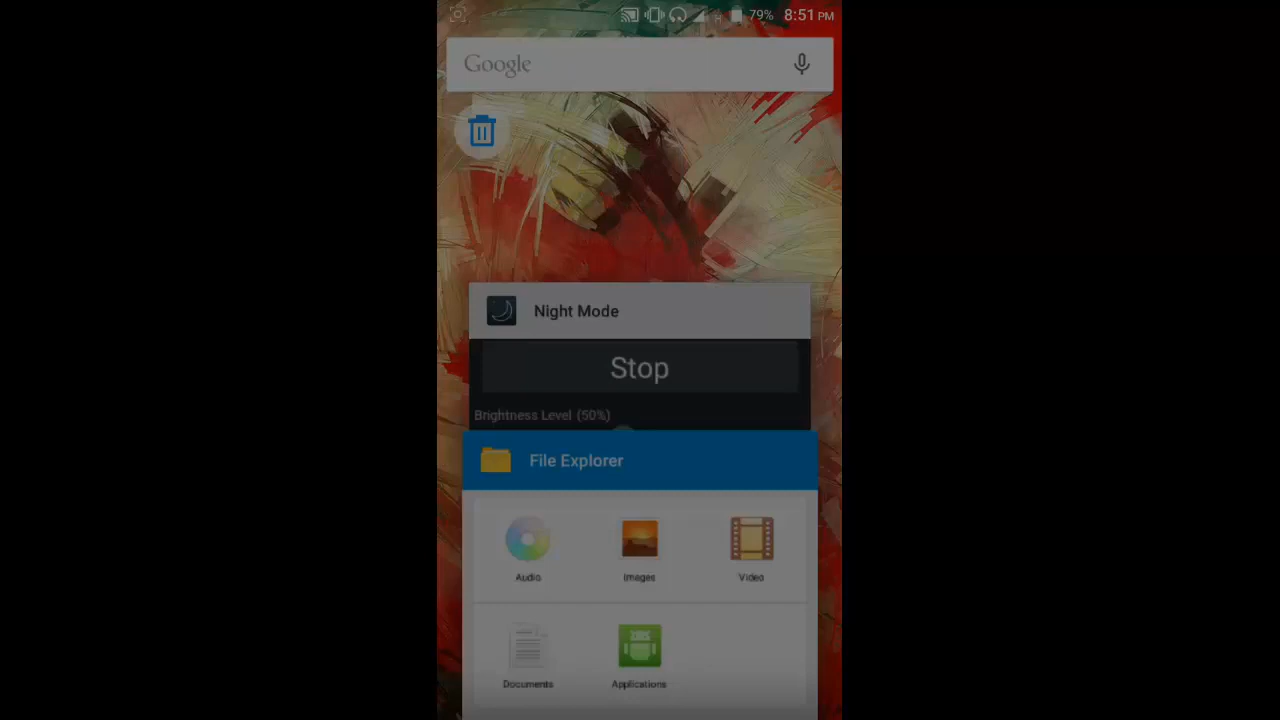 H 79% 8:51 PM
Google
Night Mode
Stop
Brightness Level (50%)
File Explorer
Audio Images Video
Documents Applications